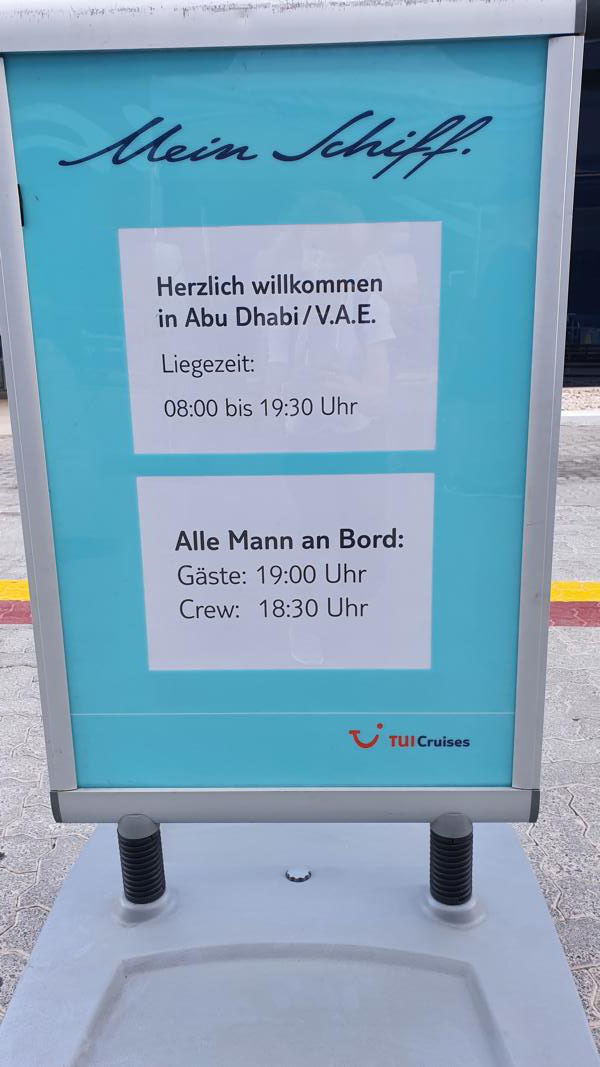 Mein Schiff.
Herzlich willkommen
in Abu Dhabi/V.A.E.
Liegezeit:
08:00 bis 19:30 Uhr
Alle Mann an Bord:
Gäste: 19:00 Uhr
Crew: 18:30 Uhr
TUI Cruises